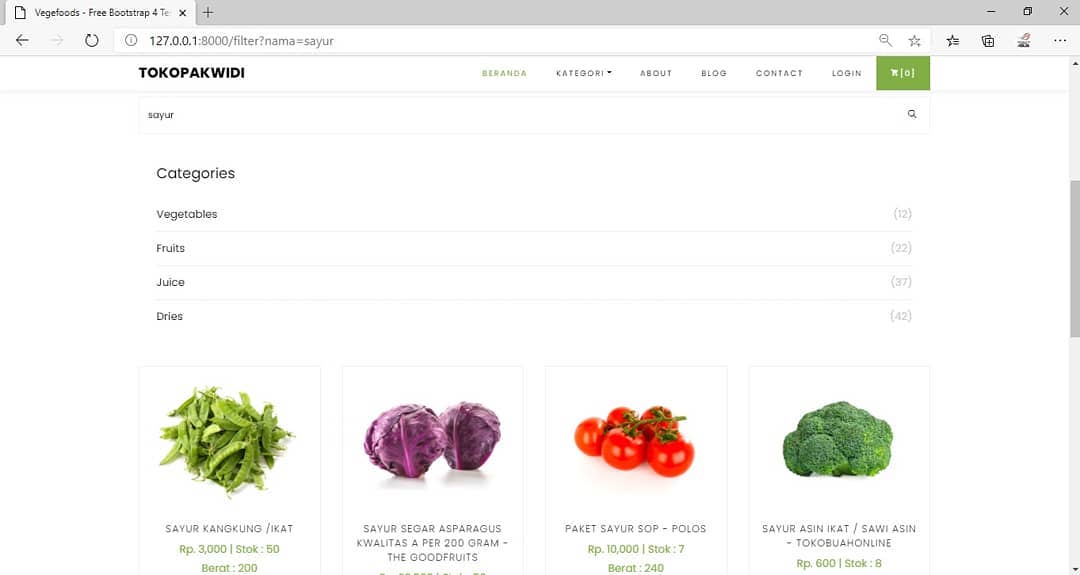 Vegefoods - Free Bootstrap 4 Te
127.0.0.1:8000/filter?nama=sayur
TOKOPAKWIDI
BERANDA KATEGORI ABOUT BLOG CONTACT LOGIN [0]
sayur
Categories
Vegetables (12)
Fruits (22)
Juice (37)
Dries (42)
SAYUR KANGKUNG /IKAT
Rp. 3,000 | Stok : 50
Berat : 200
SAYUR SEGAR ASPARAGUS
KWALITAS A PER 200 GRAM -
THE GOODFRUITS
PAKET SAYUR SOP - POLOS
Rp. 10,000 | Stok : 7
Berat : 240
SAYUR ASIN IKAT / SAWI ASIN
- TOKOBUAHONLINE
Rp. 600 | Stok : 8